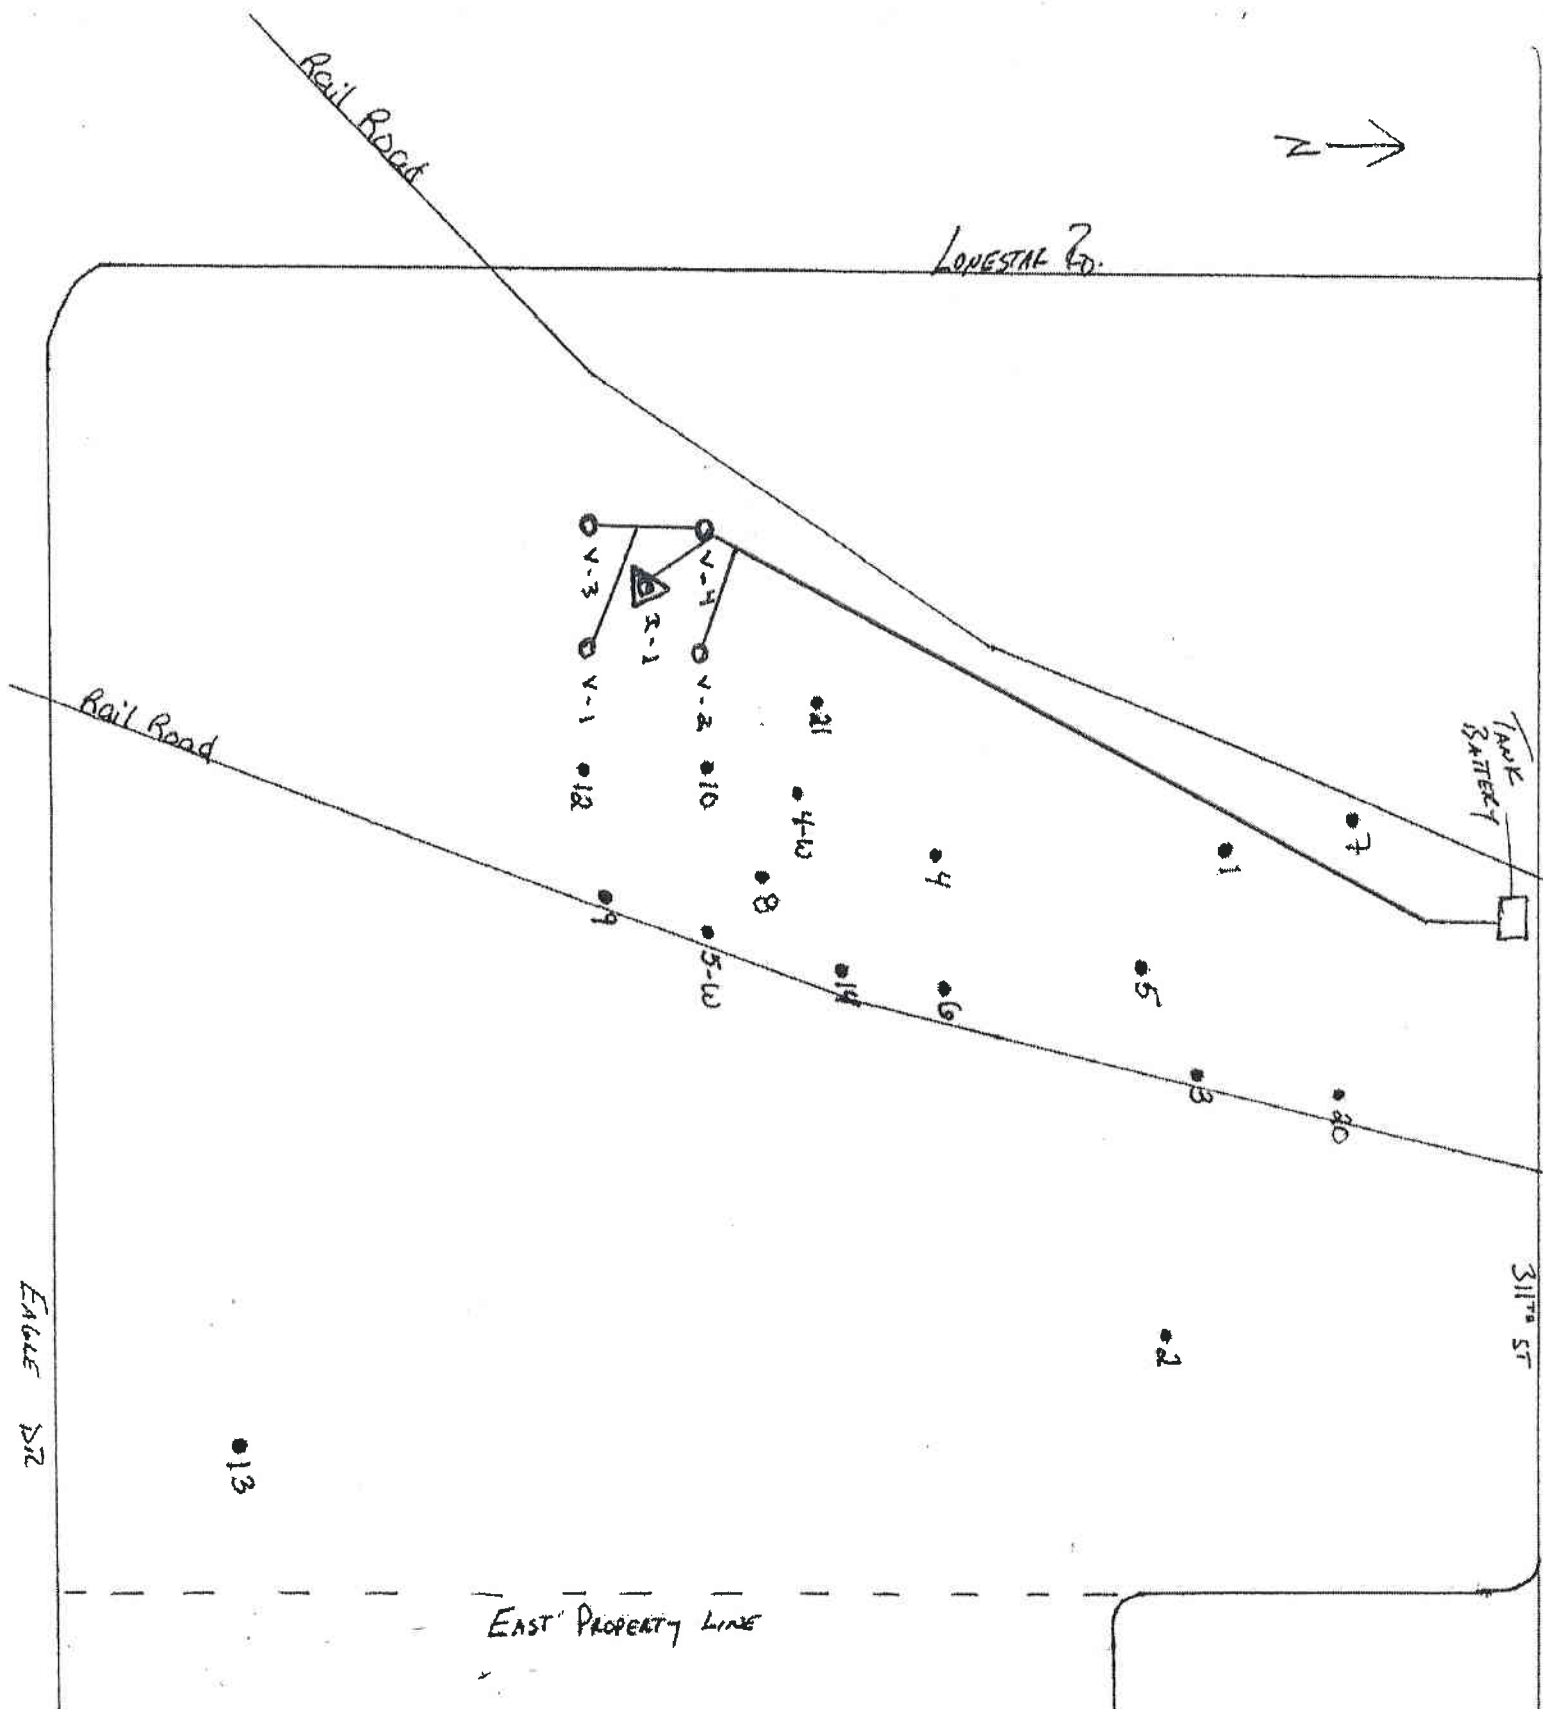 Rail Road
N
LONESTAR RD.
TANK
BATTERY
V-3
V-4
I-1
V-1
V-2
21
12
10
4-W
4
1
7
8
9
5-W
14
6
5
3
20
Rail Road
311TH ST
2
EAGLE DR
13
EAST PROPERTY LINE